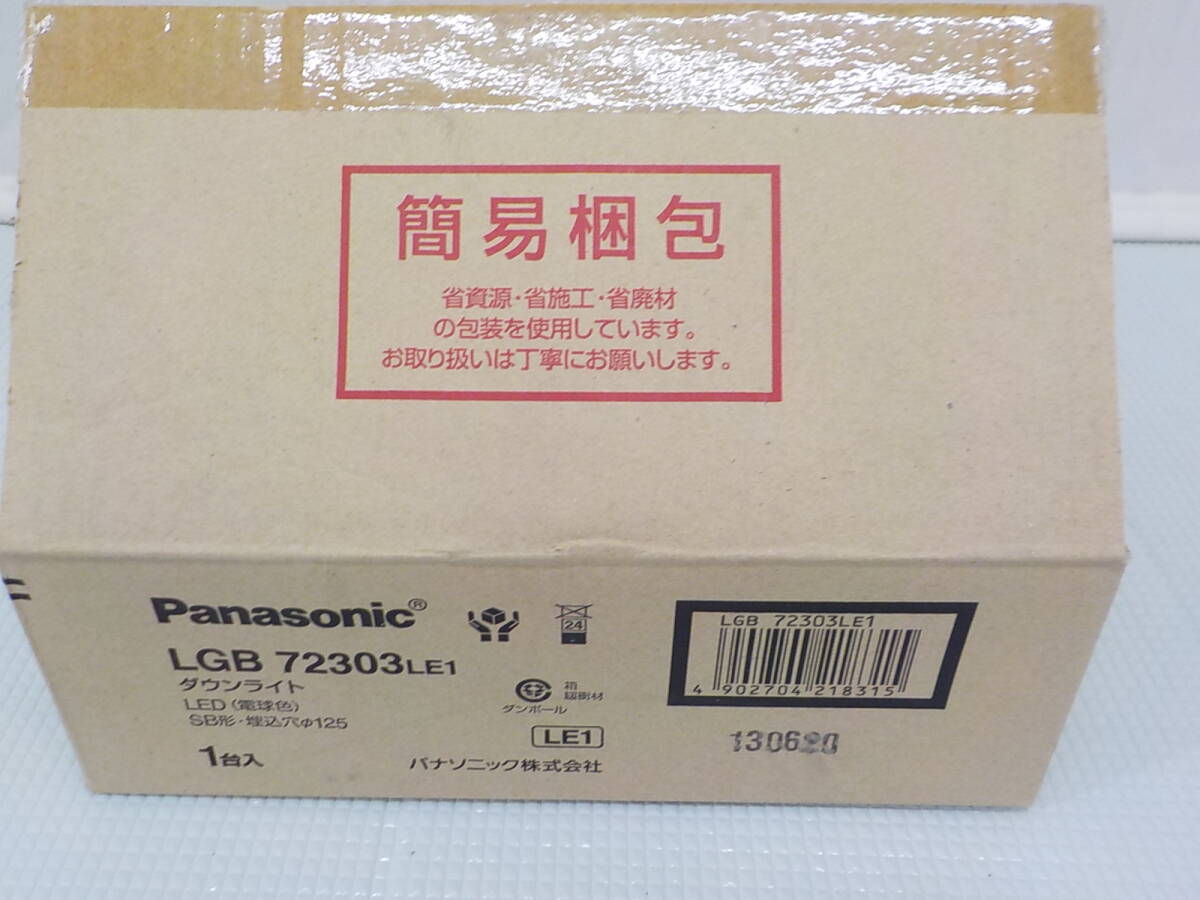 簡易梱包
省資源・省施工・省廃材
の包装を使用しています。
お取り扱いは丁寧にお願いします。
Panasonic®
LGB 72303LE1
ダウンライト
LED（電球色）
SB形・埋込穴φ125
1台入
24
ダンボール
箱
LE1
パナソニック株式会社
LGB 72303LE1
4 902704 218315